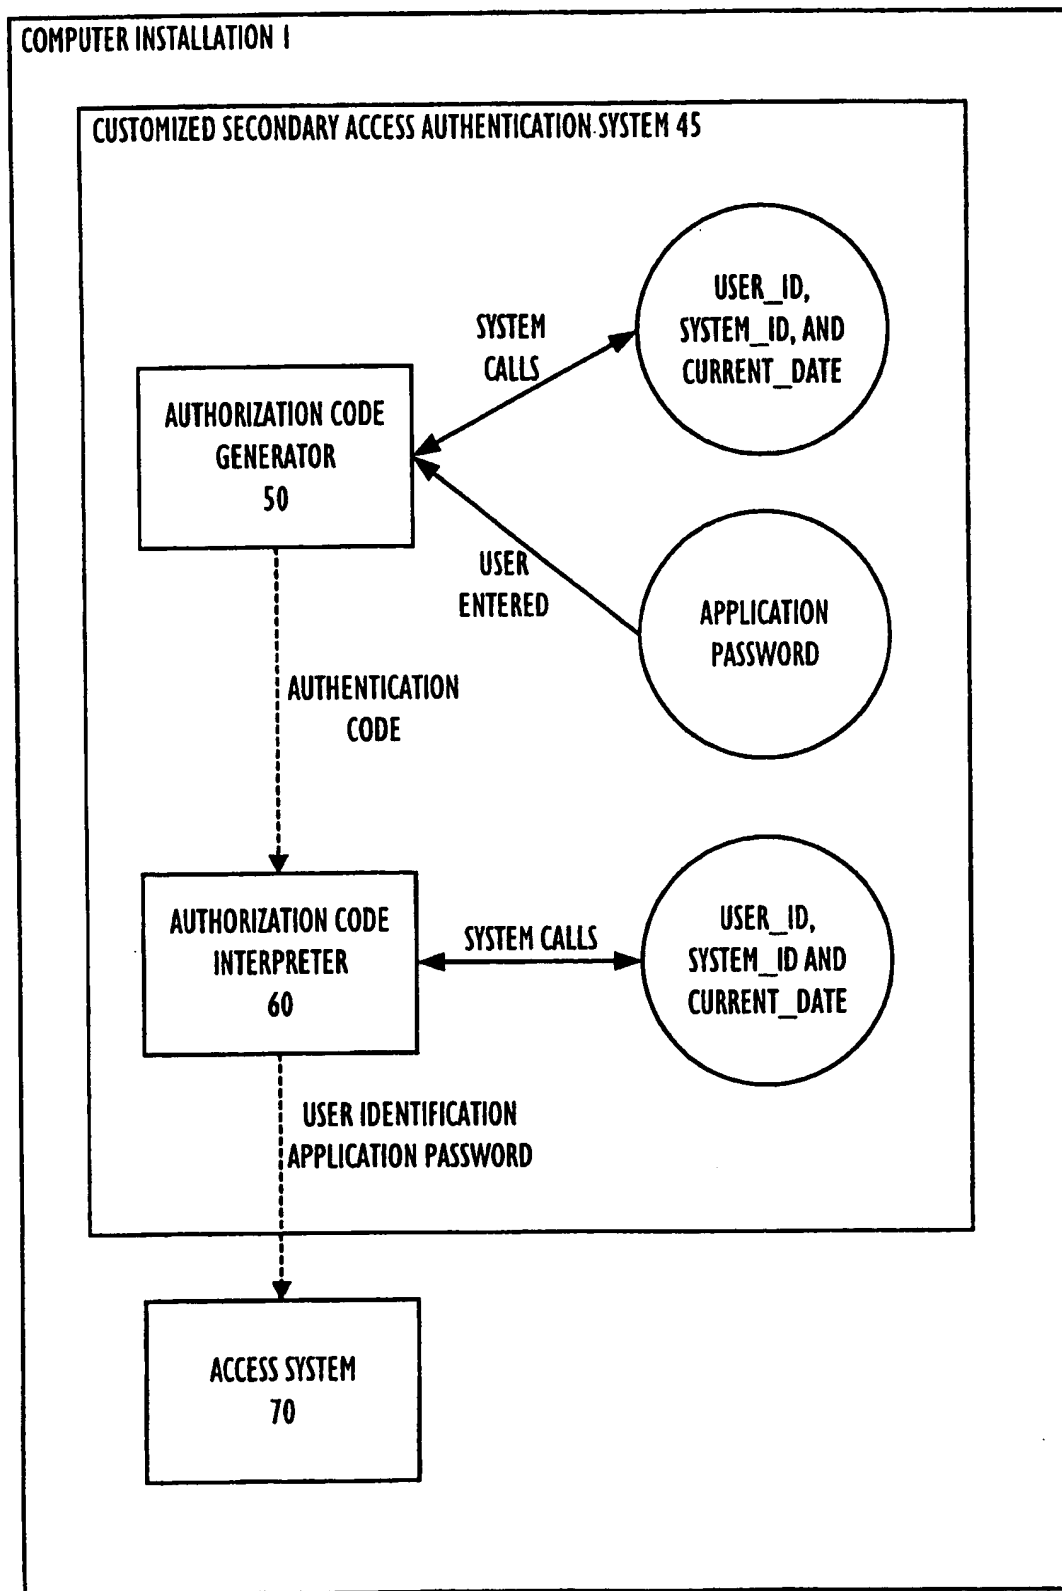 COMPUTER INSTALLATION 1
CUSTOMIZED SECONDARY ACCESS AUTHENTICATION SYSTEM 45
USER_ID,
SYSTEM_ID, AND
CURRENT_DATE
SYSTEM
CALLS
AUTHORIZATION CODE
GENERATOR
50
USER
ENTERED
APPLICATION
PASSWORD
AUTHENTICATION
CODE
AUTHORIZATION CODE
INTERPRETER
60
SYSTEM CALLS
USER_ID,
SYSTEM_ID AND
CURRENT_DATE
USER IDENTIFICATION
APPLICATION PASSWORD
ACCESS SYSTEM
70